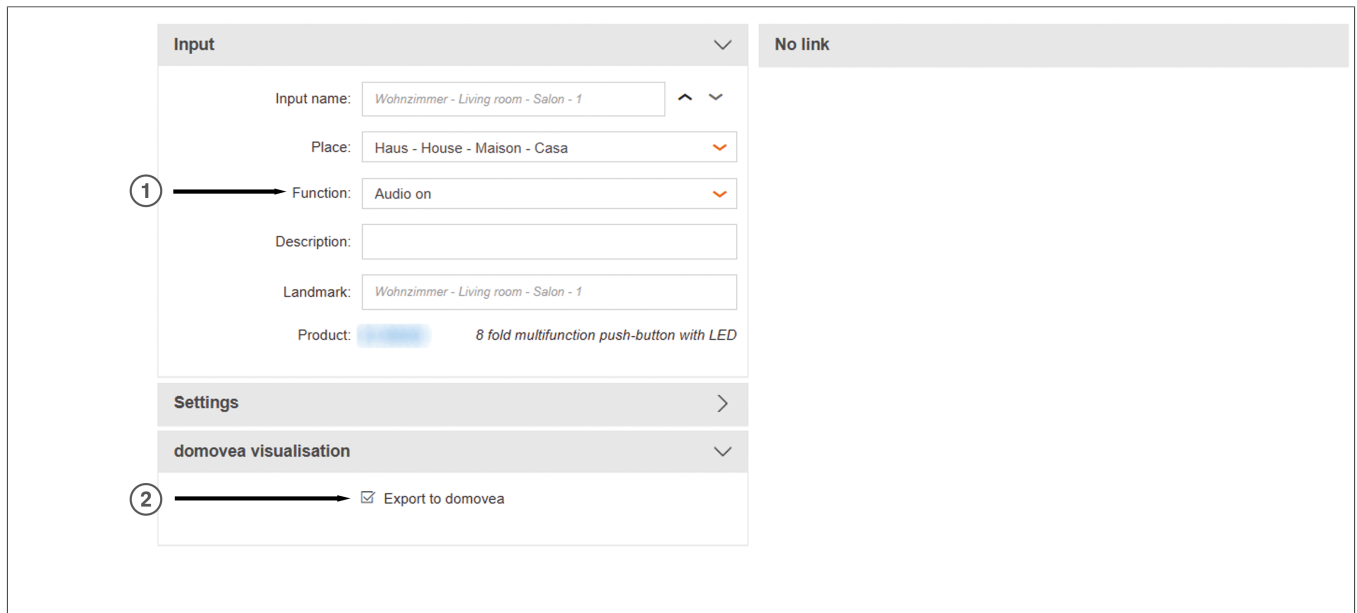 Input
No link
Input name: Wohnzimmer - Living room - Salon - 1
Place: Haus - House - Maison - Casa
1 Function: Audio on
Description:
Landmark: Wohnzimmer - Living room - Salon - 1
Product: 8 fold multifunction push-button with LED
Settings
domovea visualisation
2 Export to domovea